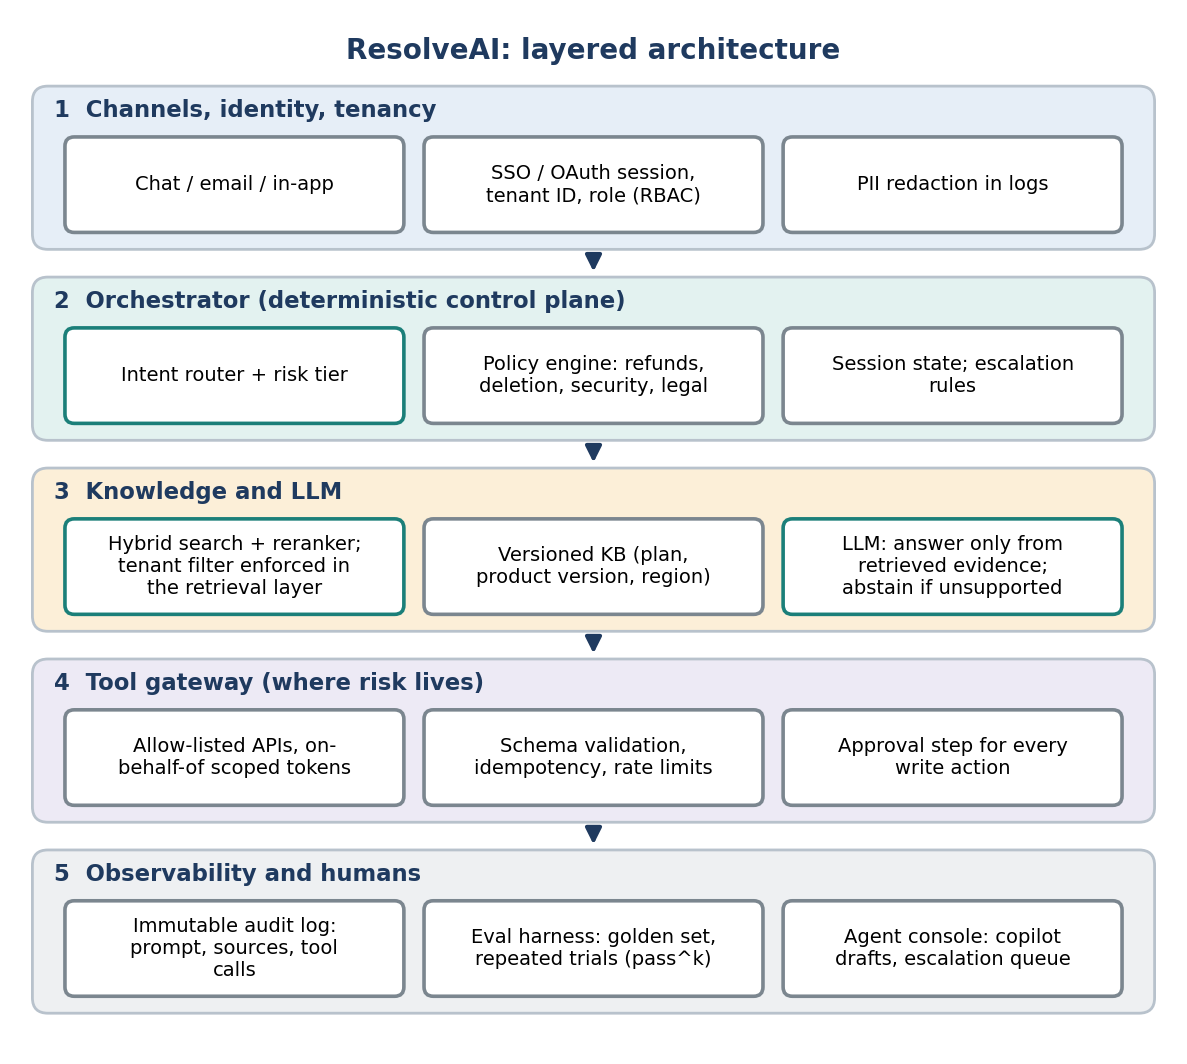 ResolveAI: layered architecture
1 Channels, identity, tenancy
Chat / email / in-app
SSO / OAuth session,
tenant ID, role (RBAC)
PII redaction in logs
2 Orchestrator (deterministic control plane)
Intent router + risk tier
Policy engine: refunds,
deletion, security, legal
Session state; escalation
rules
3 Knowledge and LLM
Hybrid search + reranker;
tenant filter enforced in
the retrieval layer
Versioned KB (plan,
product version, region)
LLM: answer only from
retrieved evidence;
abstain if unsupported
4 Tool gateway (where risk lives)
Allow-listed APIs, on-
behalf-of scoped tokens
Schema validation,
idempotency, rate limits
Approval step for every
write action
5 Observability and humans
Immutable audit log:
prompt, sources, tool
calls
Eval harness: golden set,
repeated trials (pass^k)
Agent console: copilot
drafts, escalation queue